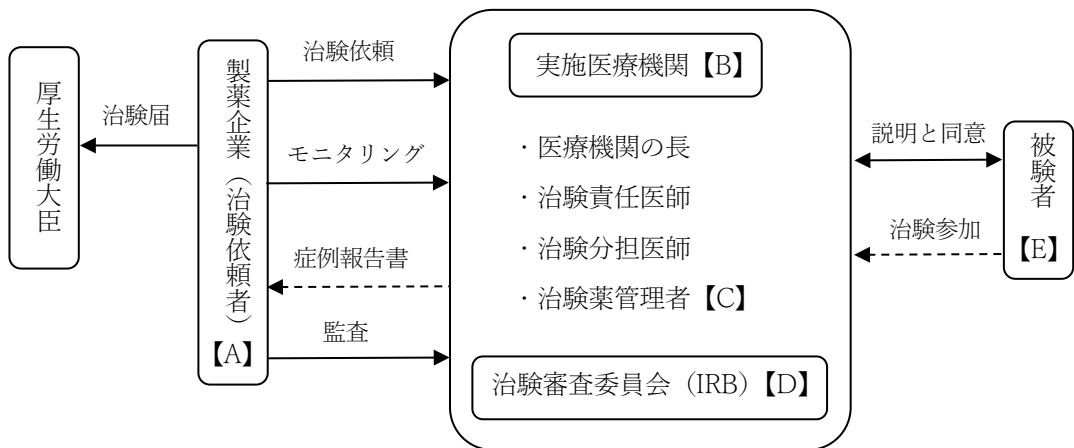 厚生労働大臣
治験届
製薬企業（治験依頼者）
【A】
治験依頼
モニタリング
症例報告書
監査
実施医療機関【B】
・医療機関の長
・治験責任医師
・治験分担医師
・治験薬管理者【C】
治験審査委員会（IRB）【D】
説明と同意
治験参加
被験者
【E】